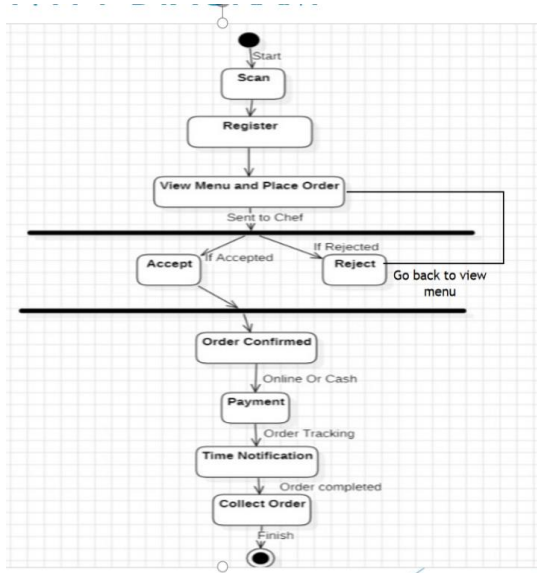 Start
Scan
Register
View Menu and Place Order
Sent to Chef
If Rejected
If Accepted
Accept
Reject
Go back to view
menu
Order Confirmed
Online Or Cash
Payment
Order Tracking
Time Notification
Order completed
Collect Order
Finish